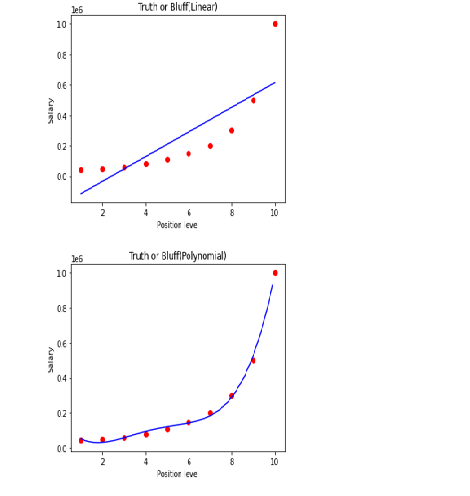 Truth or Bluff(Linear)
1e6
1.0
0.8
0.6
0.4
0.2
0.0
Salary
2 4 6 8 10
Position level
Truth or Bluff(Polynomial)
1e6
1.0
0.8
0.6
0.4
0.2
0.0
Salary
2 4 6 8 10
Position level